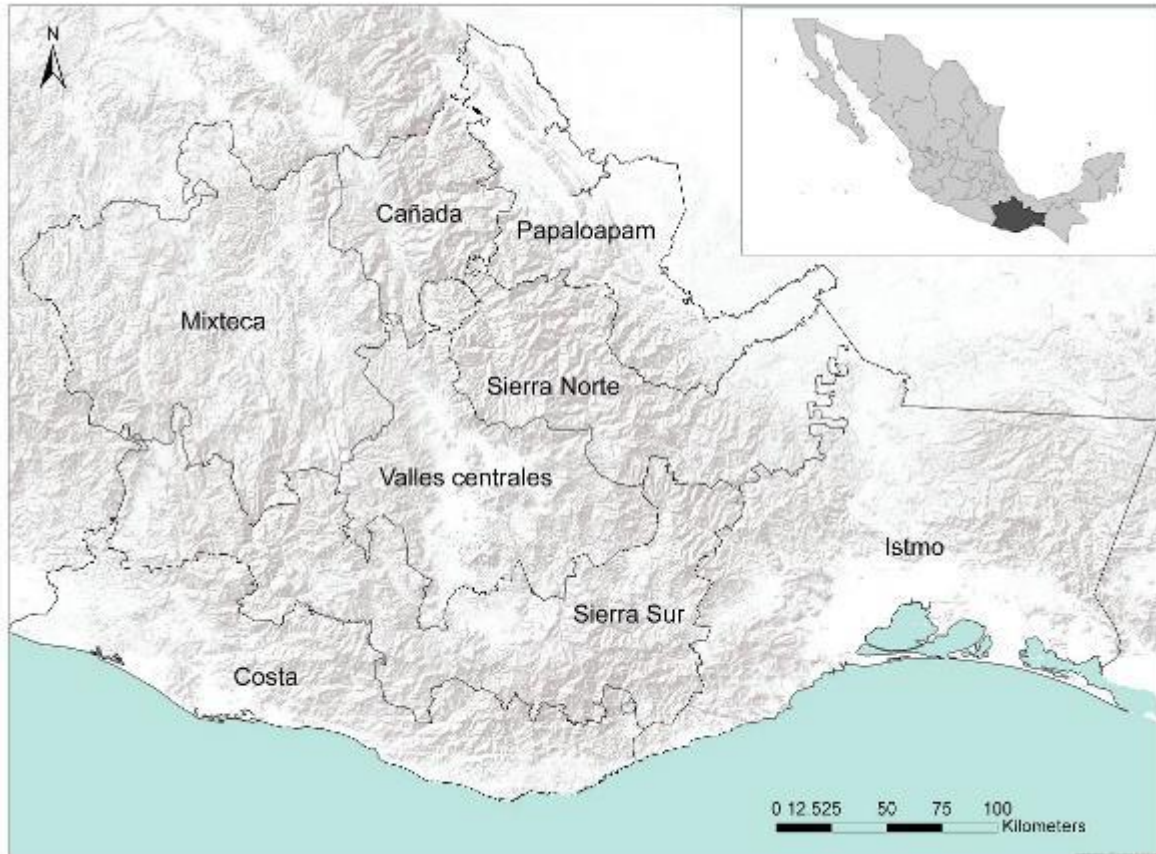 N
Cañada
Papaloapam
Mixteca
Sierra Norte
Valles centrales
Istmo
Sierra Sur
Costa
0 12.525 50 75 100
Kilometers